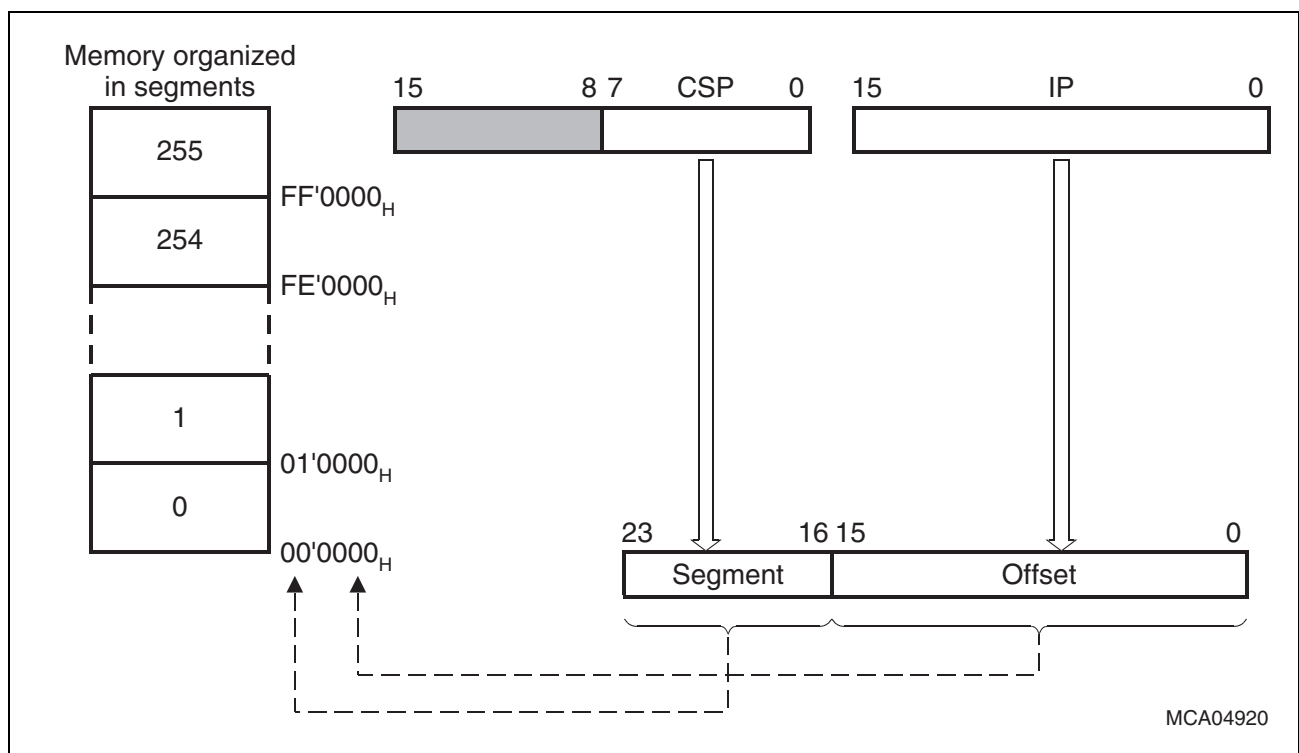 Memory organized
in segments
15 8 7 CSP 0 15 IP 0
255
FF'0000H
254
FE'0000H
1
01'0000H
0
00'0000H
23 16 15 0
Segment Offset
MCA04920